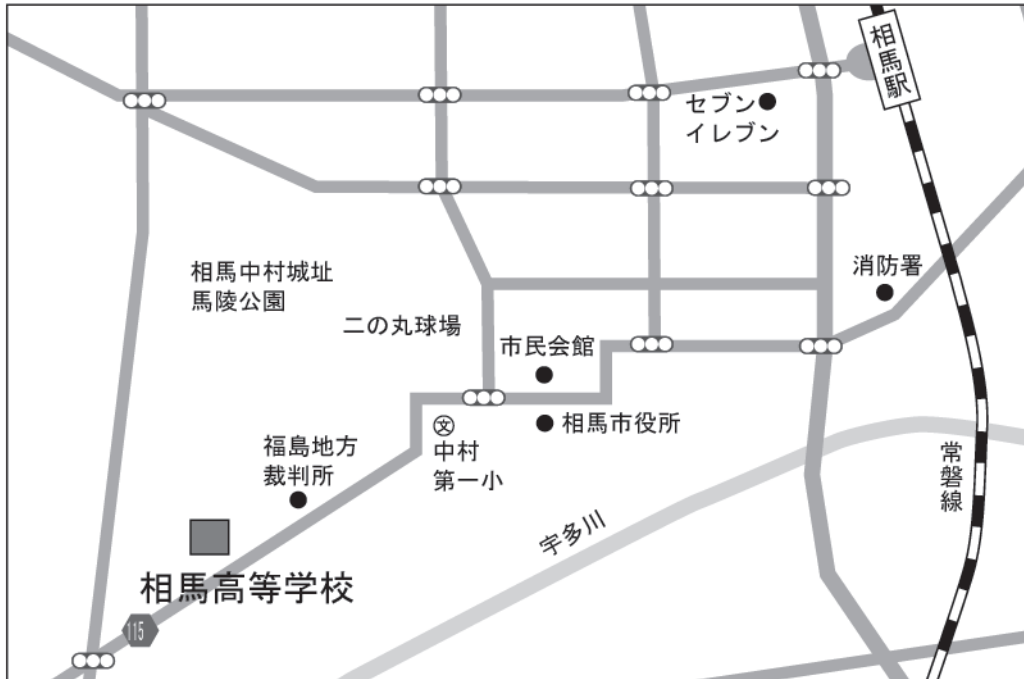 相馬駅
セブン
イレブン
相馬中村城址
馬陵公園
消防署
二の丸球場
市民会館
相馬市役所
福島地方
裁判所
中村
第一小
文
常磐線
宇多川
相馬高等学校
115